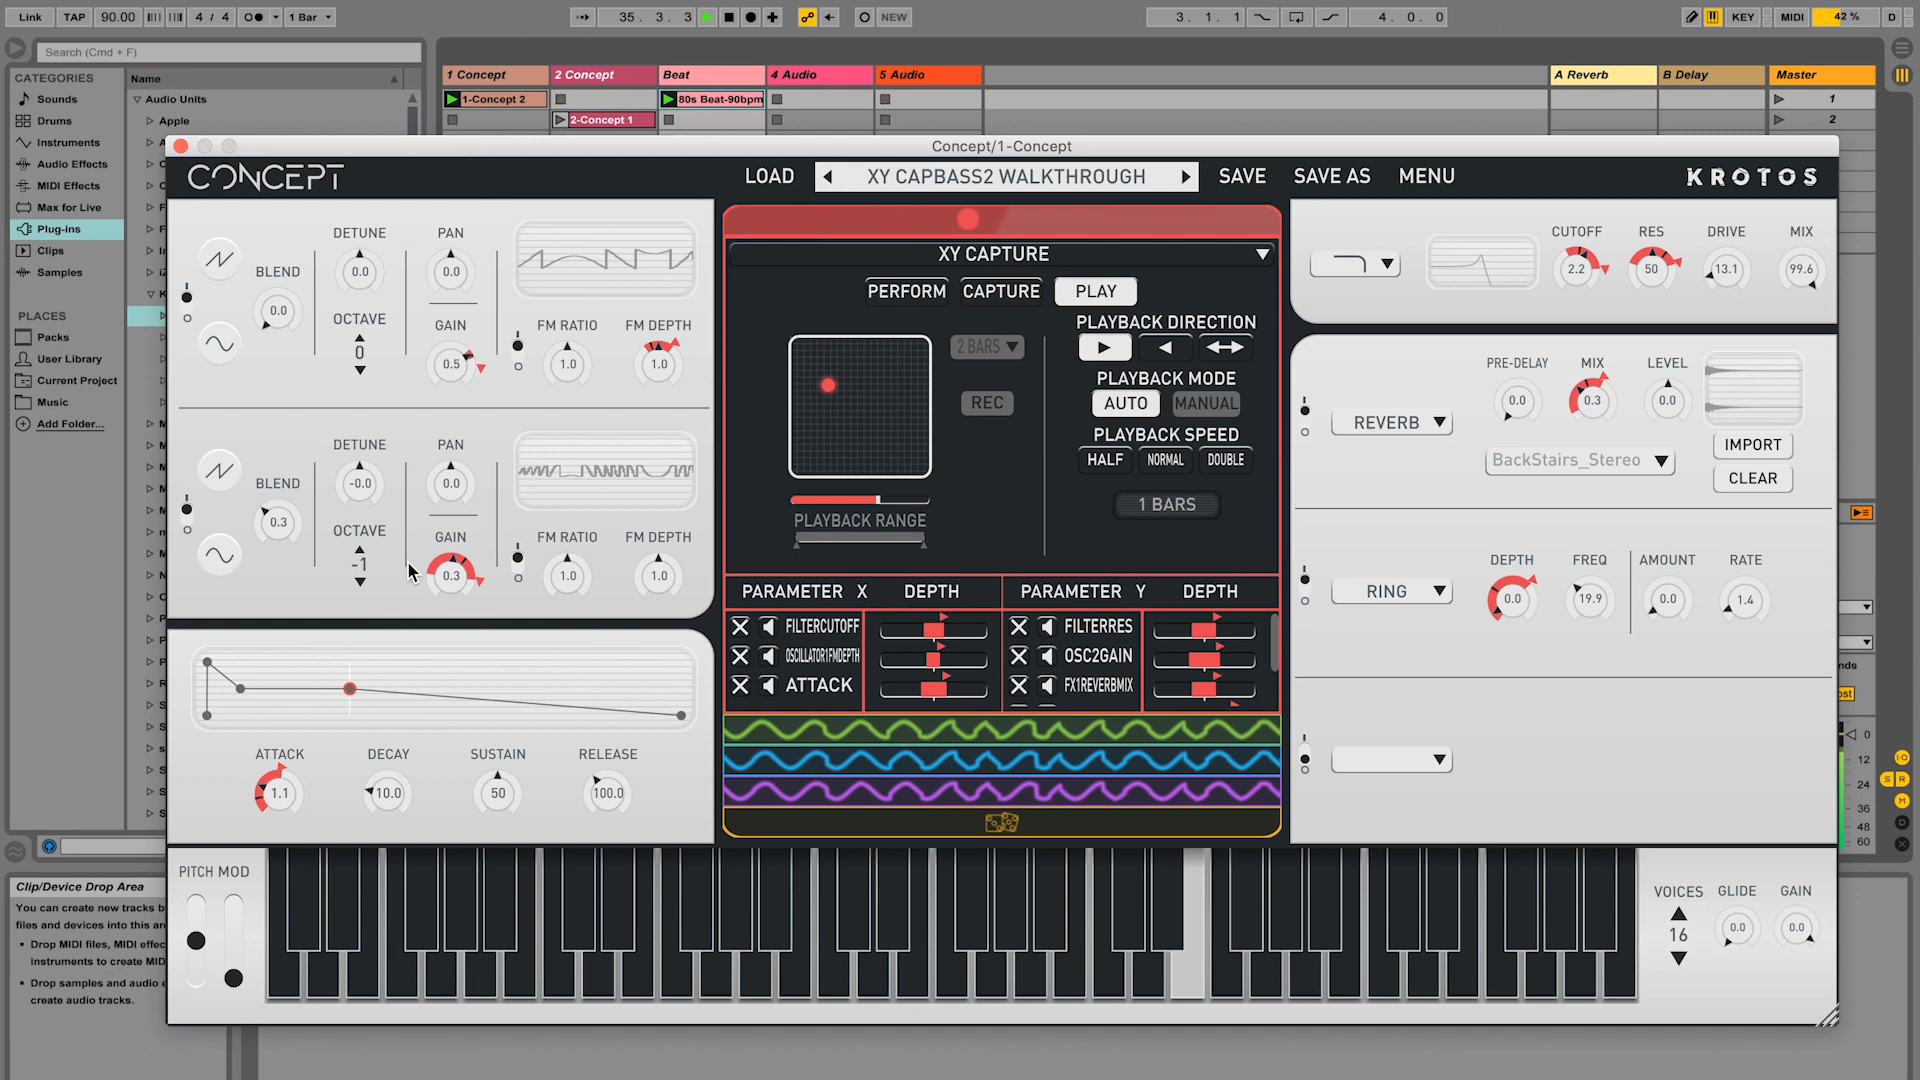 Link TAP 90.00 4 / 4 1 Bar 35. 3. 3 NEW 3. 1. 1 4. 0. 0 KEY MIDI 42 % D
Search (Cmd + F)
CATEGORIES
Sounds
Drums
Instruments
Audio Effects
MIDI Effects
Max for Live
Plug-ins
Clips
Samples
PLACES
Packs
User Library
Current Project
Music
Add Folder...
Name
Audio Units
Apple
1 Concept 2 Concept Beat 4 Audio 5 Audio A Reverb B Delay Master
1-Concept 2 80s Beat-90bpm 1
2-Concept 1 2
Concept/1-Concept
CONCEPT LOAD XY CAPBASS2 WALKTHROUGH SAVE SAVE AS MENU KROTOS
BLEND
0.0
DETUNE
0.0
OCTAVE
0
PAN
0.0
GAIN
0.5
FM RATIO
1.0
FM DEPTH
1.0
BLEND
0.3
DETUNE
-0.0
OCTAVE
-1
PAN
0.0
GAIN
0.3
FM RATIO
1.0
FM DEPTH
1.0
ATTACK DECAY SUSTAIN RELEASE
1.1 10.0 50 100.0
XY CAPTURE
PERFORM CAPTURE PLAY
2 BARS
REC
PLAYBACK RANGE
PLAYBACK DIRECTION
PLAYBACK MODE
AUTO MANUAL
PLAYBACK SPEED
HALF NORMAL DOUBLE
1 BARS
PARAMETER X DEPTH PARAMETER Y DEPTH
FILTERCUTOFF FILTERRES
OSCILLATOR1FMDEPTH OSC2GAIN
ATTACK FX1REVERBMIX
CUTOFF RES DRIVE MIX
2.2 50 13.1 99.6
REVERB
PRE-DELAY MIX LEVEL
0.0 0.3 0.0
BackStairs_Stereo
IMPORT
CLEAR
RING
DEPTH FREQ AMOUNT RATE
0.0 19.9 0.0 1.4
PITCH MOD
VOICES GLIDE GAIN
16 0.0 0.0
nds
ost
0
12
24
36
48
60
S R
M
D
X
Clip/Device Drop Area
You can create new tracks b
files and devices into this are
Drop MIDI files, MIDI effec
instruments to create MID
Drop samples and audio e
create audio tracks.